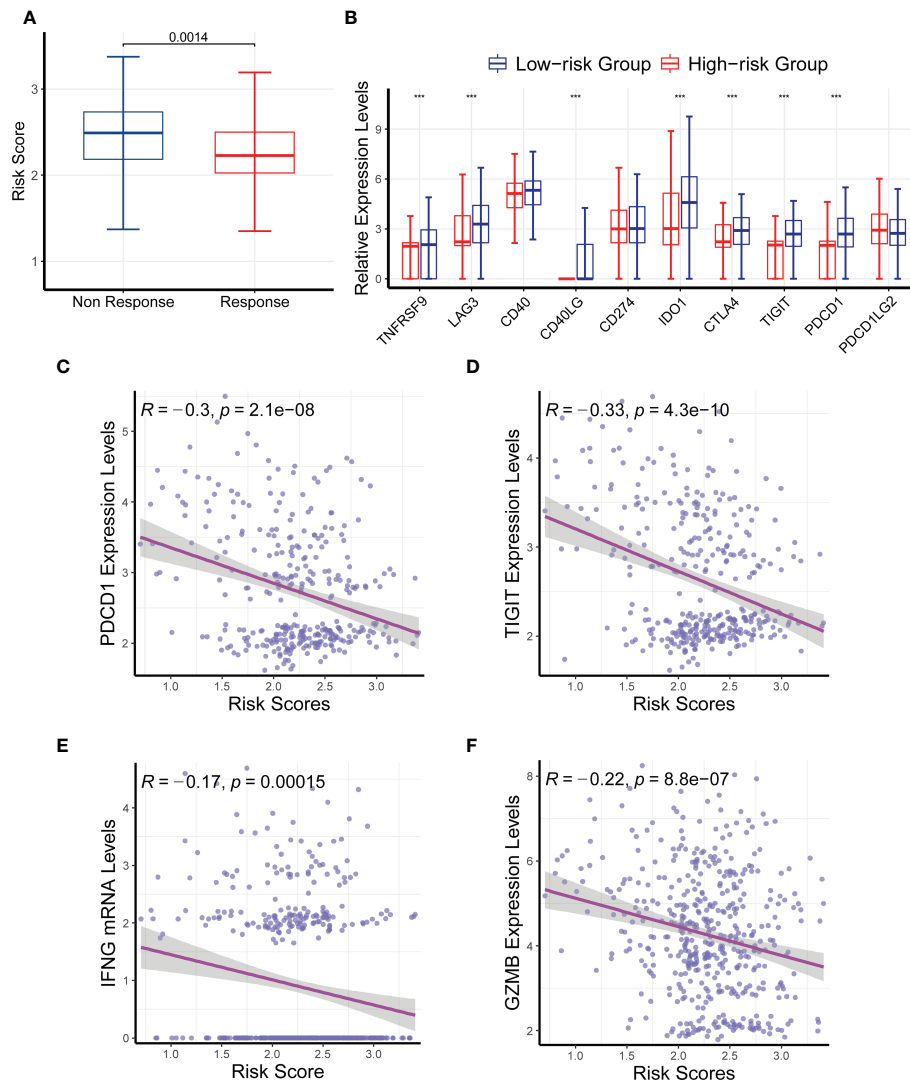 A
0.0014
Risk Score
3
2
1
Non Response
Response
B
Low−risk Group
High−risk Group
Relative Expression Levels
9
6
3
0
***
***
***
***
***
***
***
TNFRSF9
LAG3
CD40
CD40LG
CD274
IDO1
CTLA4
TIGIT
PDCD1
PDCD1LG2
C
R = −0.3, p = 2.1e−08
PDCD1 Expression Levels
5
4
3
2
1.0
1.5
2.0
2.5
3.0
Risk Scores
D
R = −0.33, p = 4.3e−10
TIGIT Expression Levels
4
3
2
1.0
1.5
2.0
2.5
3.0
Risk Scores
E
R = −0.17, p = 0.00015
IFNG mRNA Levels
4
3
2
1
0
1.0
1.5
2.0
2.5
3.0
Risk Score
F
R = −0.22, p = 8.8e−07
GZMB Expression Levels
8
6
4
2
1.0
1.5
2.0
2.5
3.0
Risk Scores